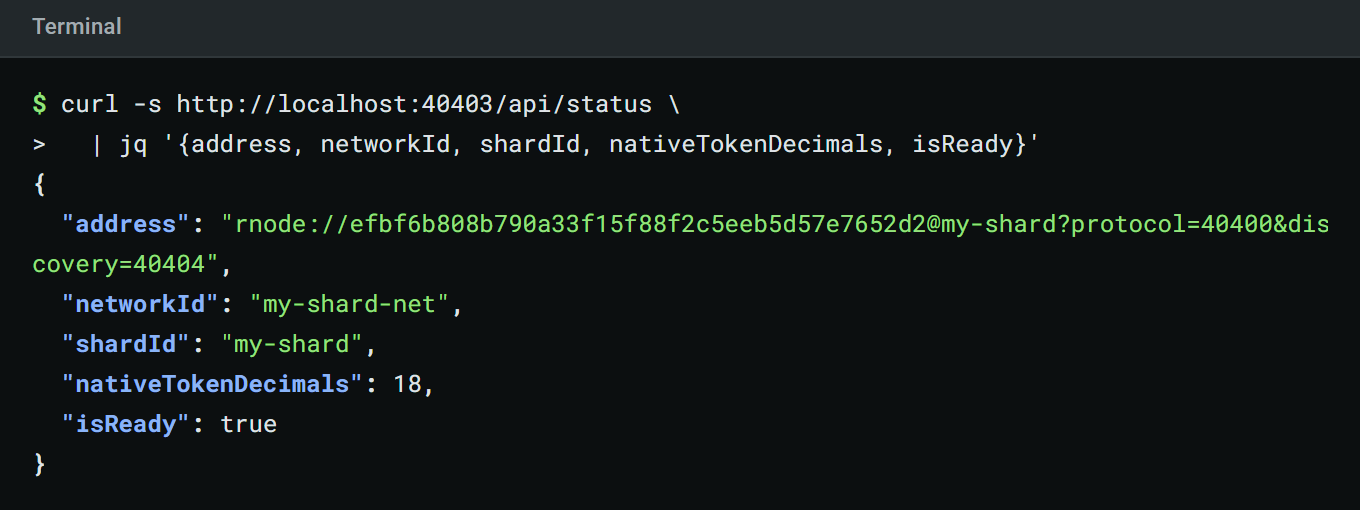 Terminal
$ curl -s http://localhost:40403/api/status \
>   | jq '{address, networkId, shardId, nativeTokenDecimals, isReady}'
{
  "address": "rnode://efbf6b808b790a33f15f88f2c5eeb5d57e7652d2@my-shard?protocol=40400&dis
covery=40404",
  "networkId": "my-shard-net",
  "shardId": "my-shard",
  "nativeTokenDecimals": 18,
  "isReady": true
}